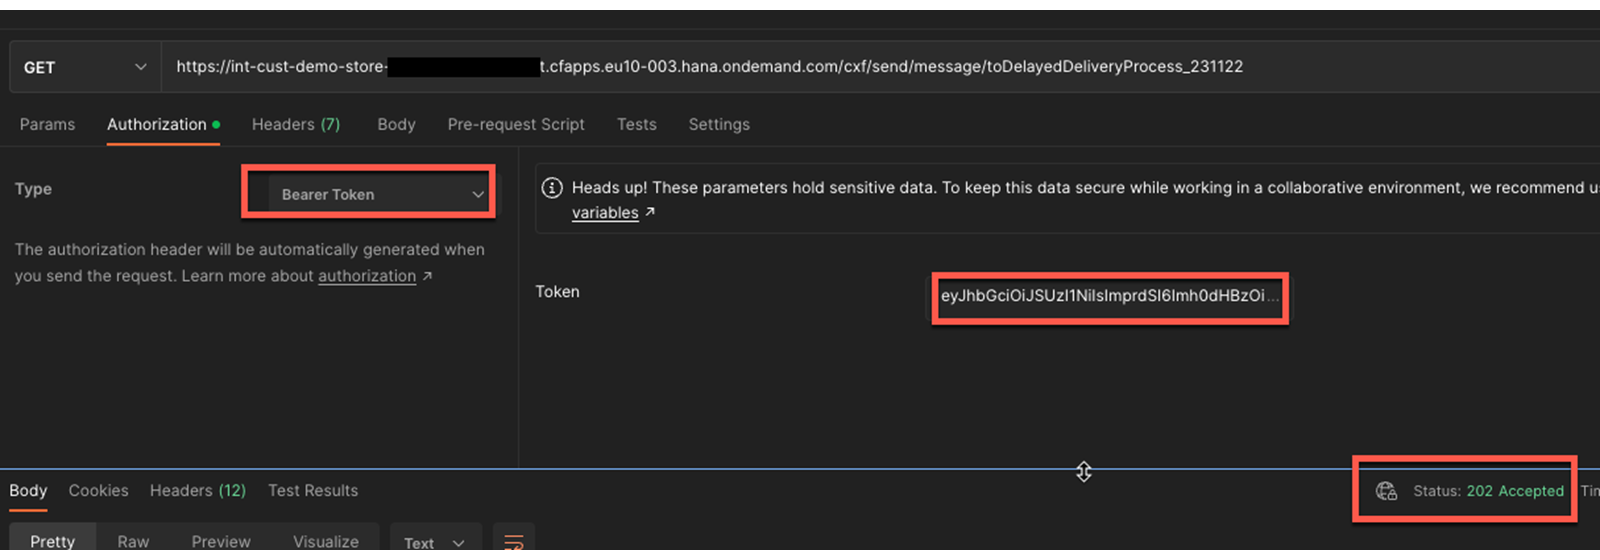 GET
https://int-cust-demo-store-
t.cfapps.eu10-003.hana.ondemand.com/cxf/send/message/toDelayedDeliveryProcess_231122
Params Authorization Headers (7) Body Pre-request Script Tests Settings
Type
Bearer Token
The authorization header will be automatically generated when
you send the request. Learn more about authorization ↗
Heads up! These parameters hold sensitive data. To keep this data secure while working in a collaborative environment, we recommend
variables ↗
Token
eyJhbGciOiJSUzI1NiIsImprdSI6Imh0dHBzOi...
Body Cookies Headers (12) Test Results
Status: 202 Accepted
Pretty Raw Preview Visualize Text